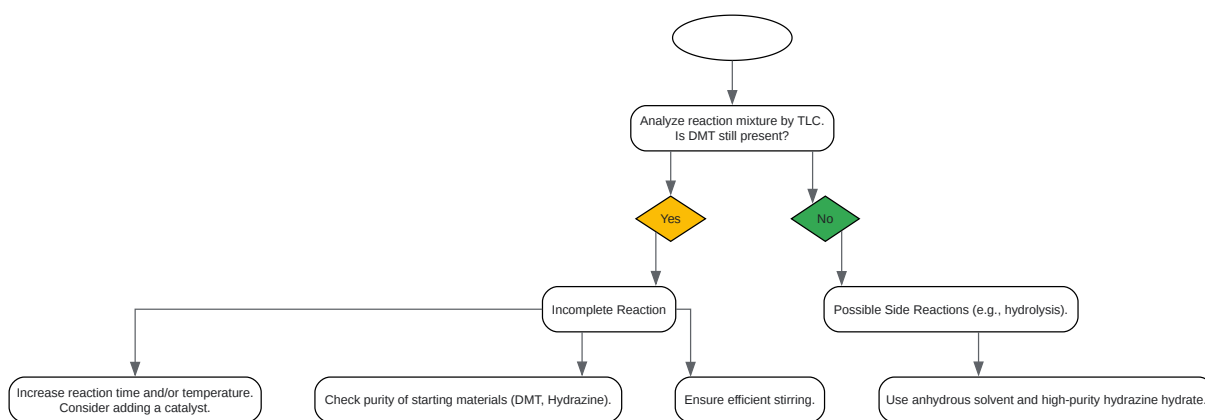 Analyze reaction mixture by TLC.
Is DMT still present?
Yes
No
Incomplete Reaction
Possible Side Reactions (e.g., hydrolysis).
Increase reaction time and/or temperature.
Consider adding a catalyst.
Check purity of starting materials (DMT, Hydrazine).
Ensure efficient stirring.
Use anhydrous solvent and high-purity hydrazine hydrate.